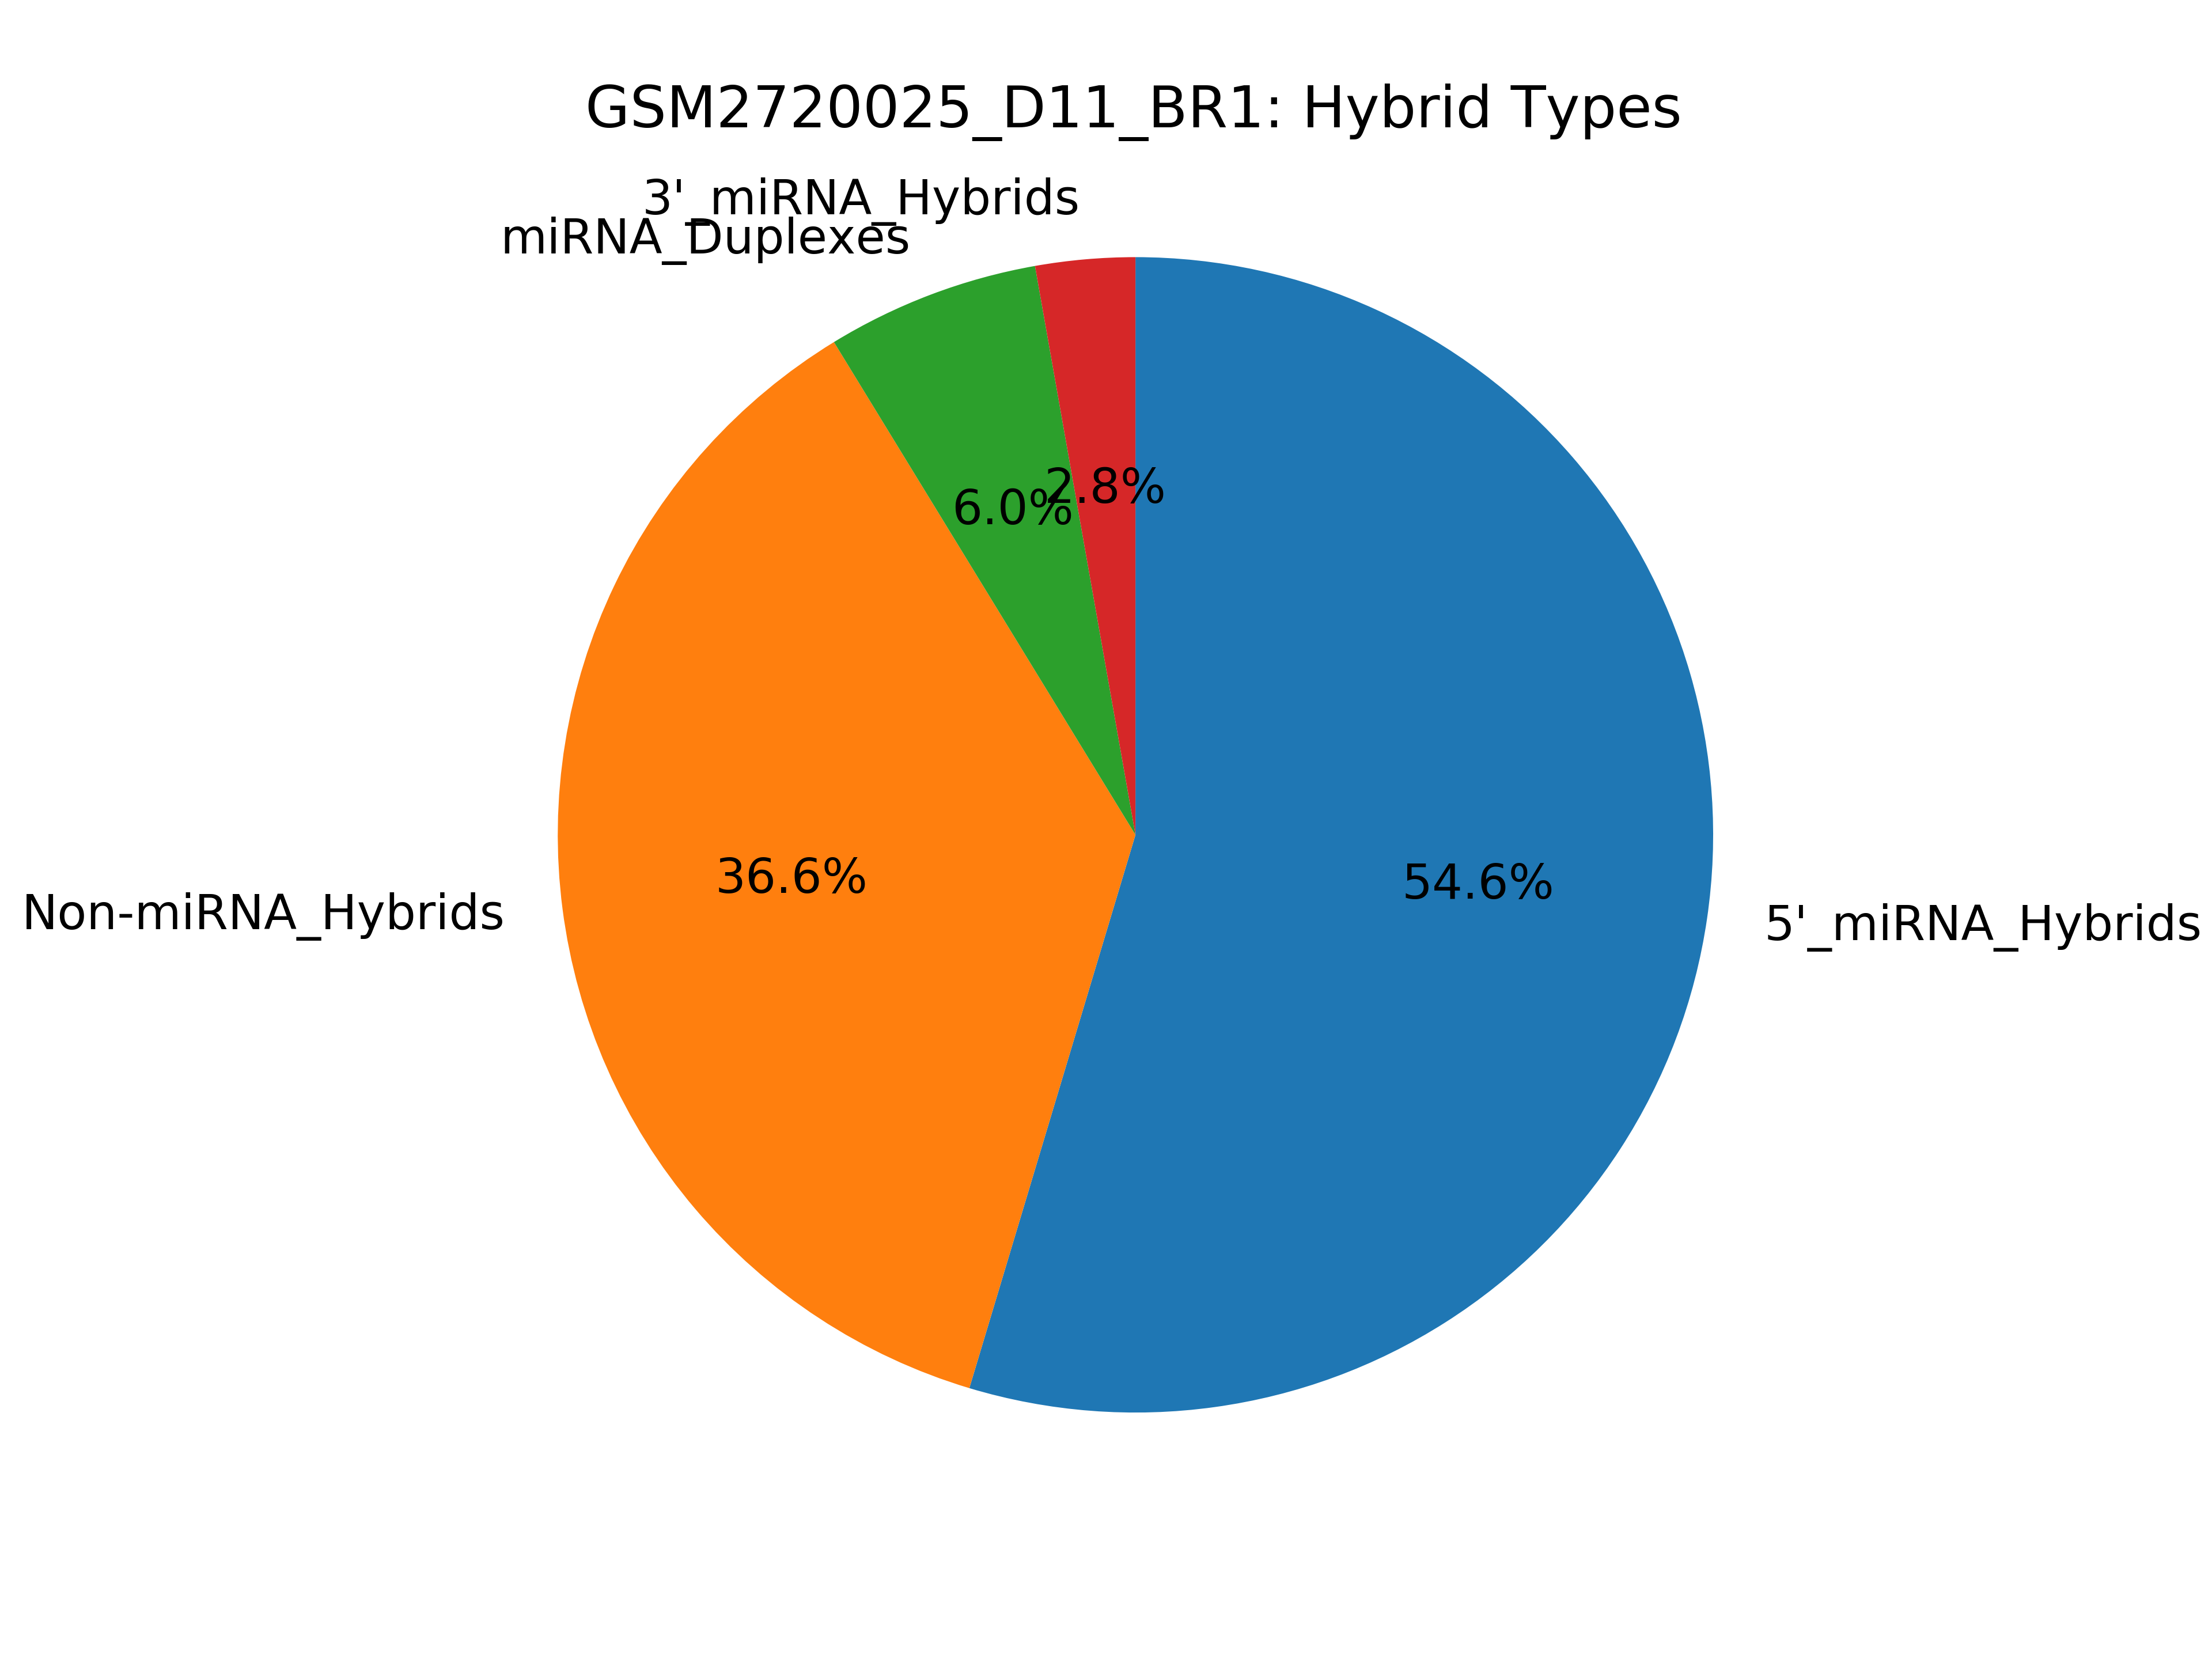 GSM2720025_D11_BR1: Hybrid Types
3'_miRNA_Hybrids
miRNA_Duplexes
2.8%
6.0%
36.6%
54.6%
Non-miRNA_Hybrids
5'_miRNA_Hybrids